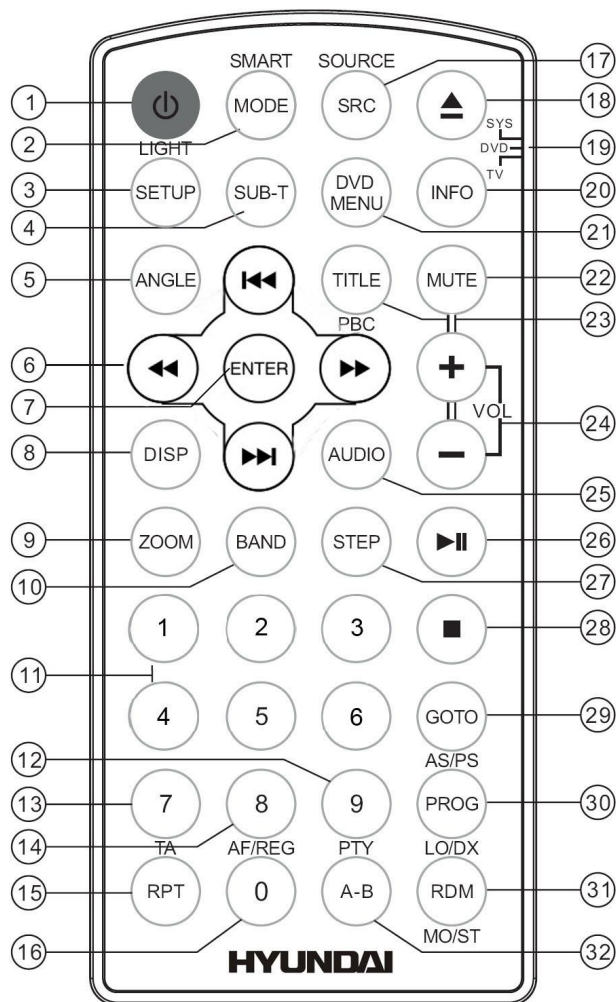 SMART SOURCE
1 MODE SRC 17
2 18
LIGHT SYS
DVD 19
TV
3 SETUP SUB-T DVD MENU INFO 20
4 21
5 ANGLE TITLE MUTE 22
PBC 23
6 ENTER
7 VOL 24
8 DISP AUDIO
25
9 ZOOM BAND STEP 26
10 27
1 2 3 28
11
4 5 6 GOTO 29
12 AS/PS
13 7 8 9 PROG 30
14 TA AF/REG PTY LO/DX
15 RPT 0 A-B RDM 31
16 MO/ST 32
HYUNDAI